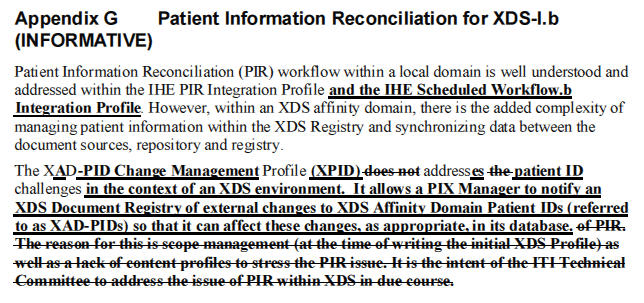 Appendix G Patient Information Reconciliation for XDS-I.b
(INFORMATIVE)
Patient Information Reconciliation (PIR) workflow within a local domain is well understood and
addressed within the IHE PIR Integration Profile and the IHE Scheduled Workflow.b
Integration Profile. However, within an XDS affinity domain, there is the added complexity of
managing patient information within the XDS Registry and synchronizing data between the
document sources, repository and registry.
The XAD-PID Change Management Profile (XPID) does not addresses the patient ID
challenges in the context of an XDS environment. It allows a PIX Manager to notify an
XDS Document Registry of external changes to XDS Affinity Domain Patient IDs (referred
to as XAD-PIDs) so that it can affect these changes, as appropriate, in its database. of PIR.
The reason for this is scope management (at the time of writing the initial XDS Profile) as
well as a lack of content profiles to stress the PIR issue. It is the intent of the ITI Technical
Committee to address the issue of PIR within XDS in due course.